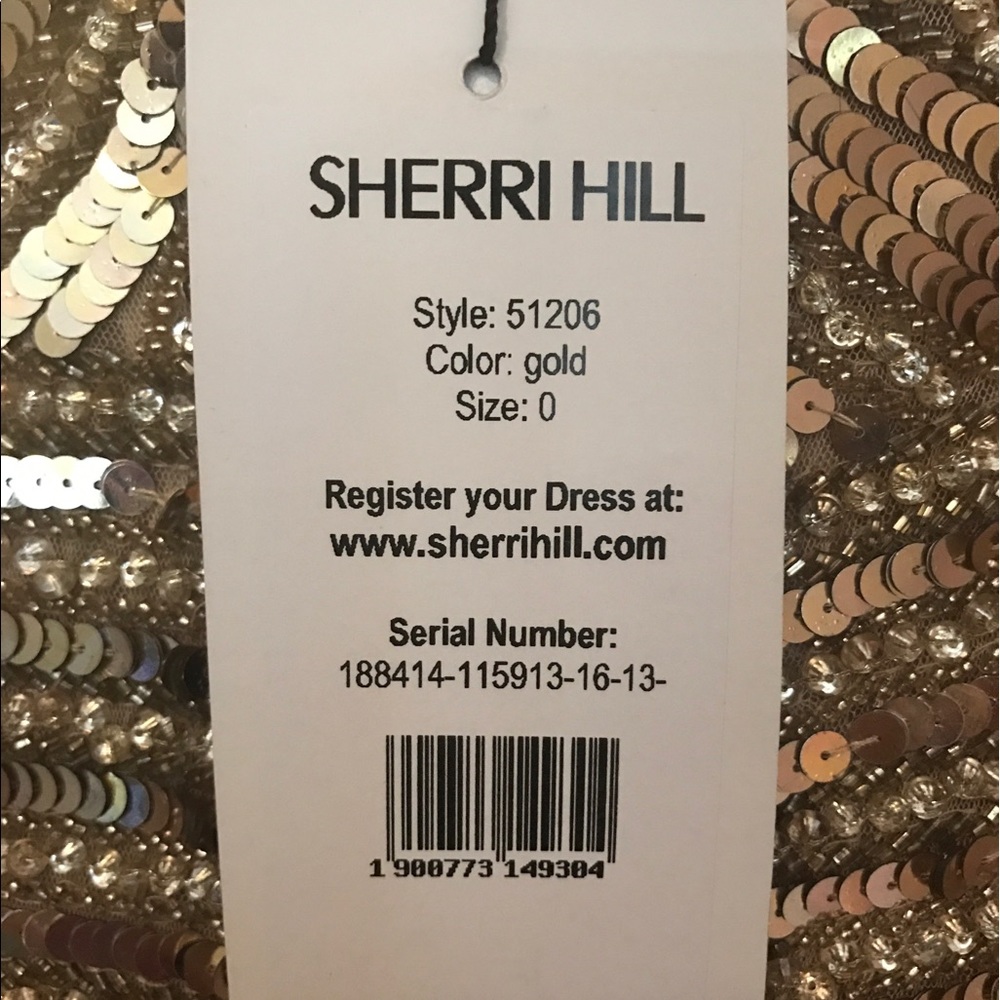 SHERRI HILL
Style: 51206
Color: gold
Size: 0
Register your Dress at:
www.sherrihill.com
Serial Number:
188414-115913-16-13-
1 900773 149304